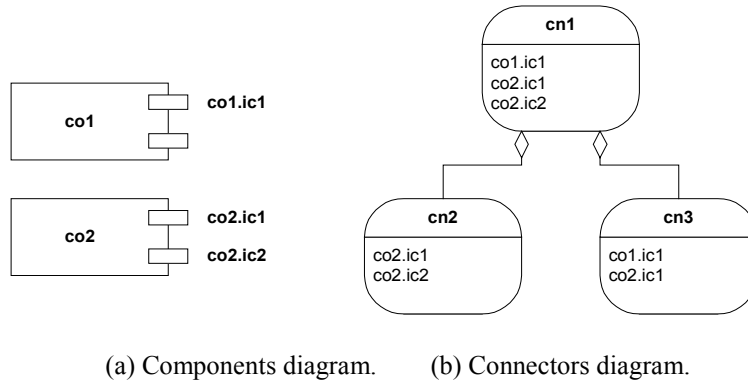 co1
co1.ic1
co2
co2.ic1
co2.ic2
cn1
co1.ic1
co2.ic1
co2.ic2
cn2
co2.ic1
co2.ic2
cn3
co1.ic1
co2.ic1
(a) Components diagram.
(b) Connectors diagram.